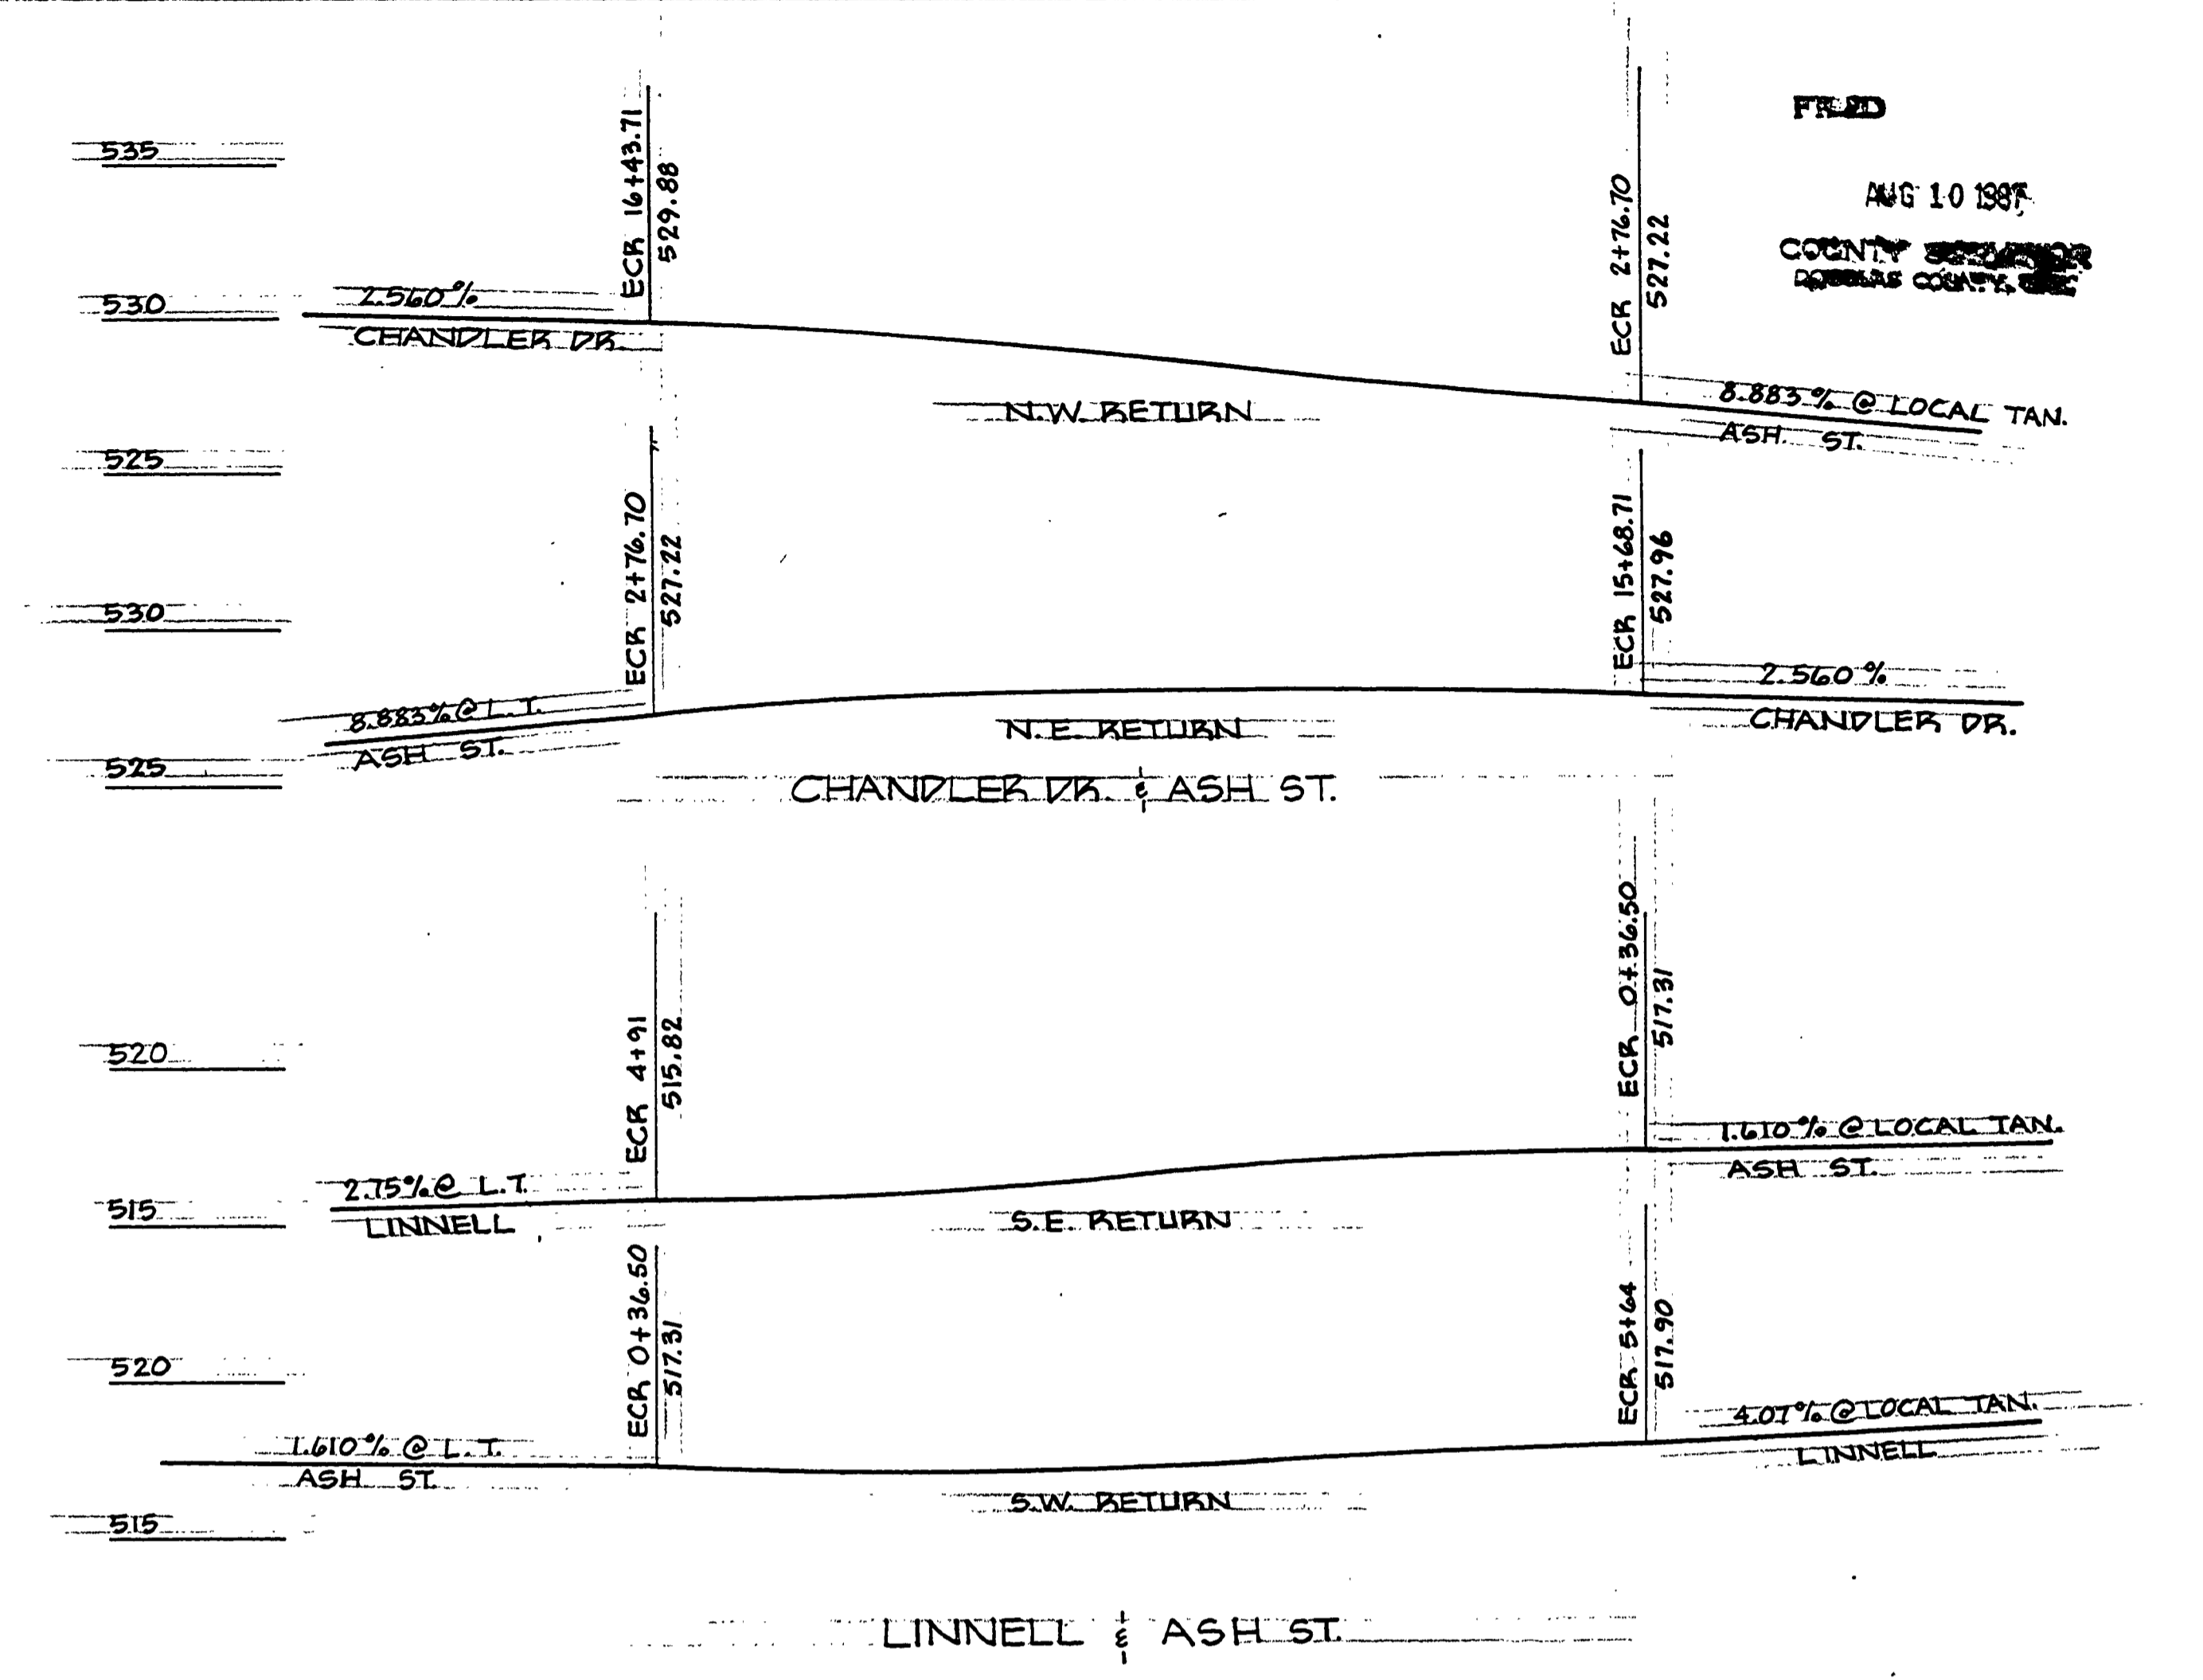 535
ECR 16+43.71
529.88
ECR 2+76.70
527.22
AUG 10
COUNTY
530
2.560%
CHANDLER DR.
N.W. RETURN
8.883% @ LOCAL TAN.
ASH ST.
525
ECR 2+76.70
527.22
ECR 15+68.71
527.96
530
8.883% @ L.T.
ASH ST.
N.E. RETURN
2.560%
CHANDLER DR.
525
CHANDLER DR. & ASH ST.
ECR 4+91
515.82
ECR 0+36.50
517.31
520
2.75% @ L.T.
LINNELL
S.E. RETURN
1.610% @ LOCAL TAN.
ASH ST.
515
ECR 0+36.50
517.31
ECR 5+64
517.90
520
1.610% @ L.T.
ASH ST.
S.W. RETURN
4.07% @ LOCAL TAN.
LINNELL
515
LINNELL & ASH ST.